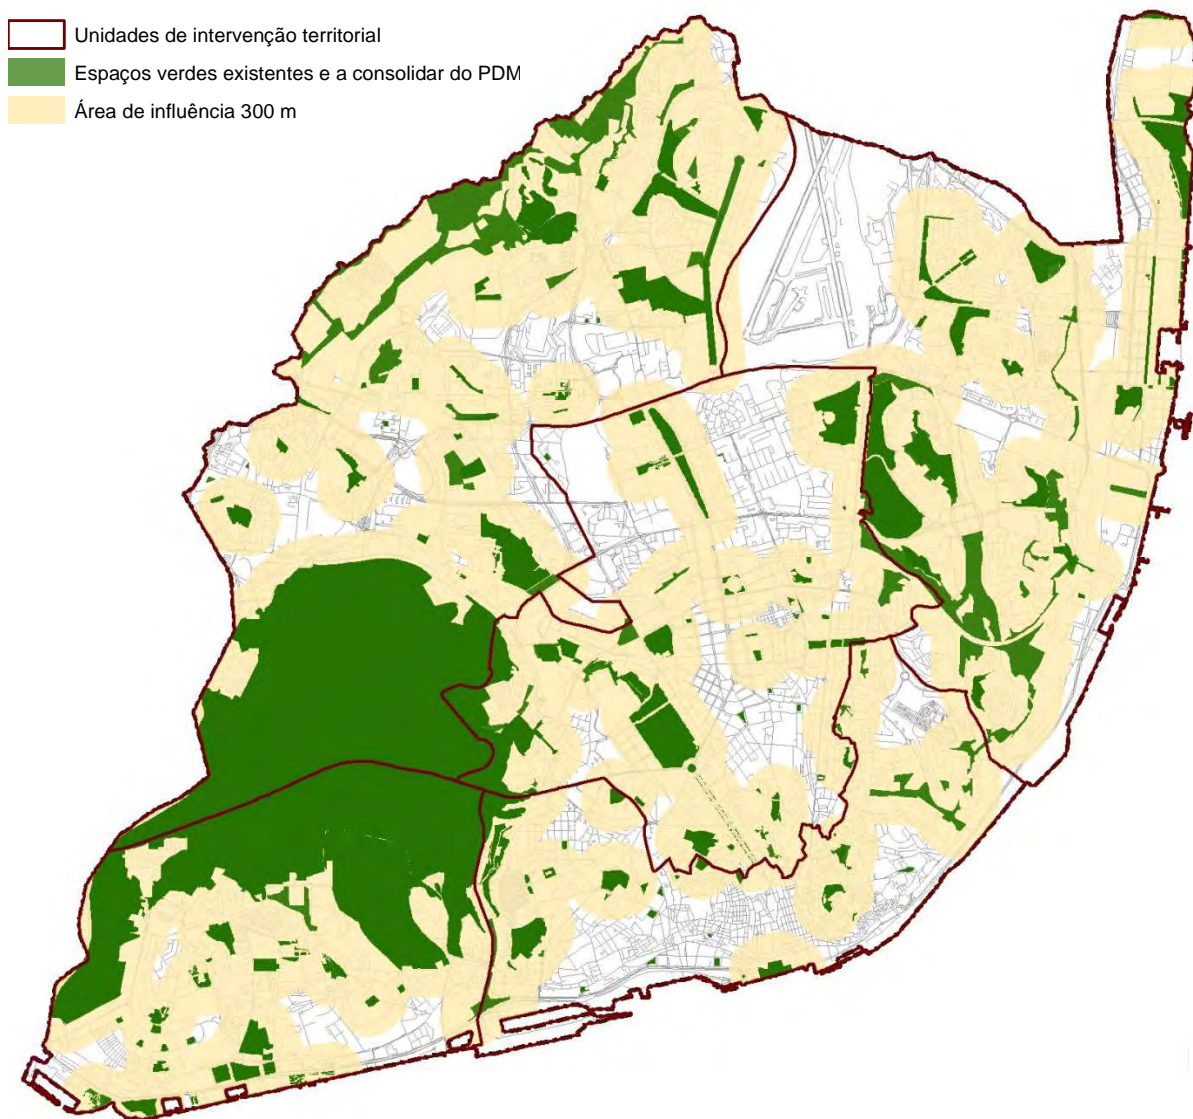 Unidades de intervenção territorial
Espaços verdes existentes e a consolidar do PDM
Área de influência 300 m